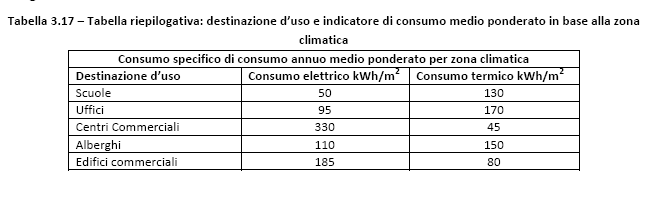 Tabella 3.17 – Tabella riepilogativa: destinazione d'uso e indicatore di consumo medio ponderato in base alla zona
climatica
Consumo specifico di consumo annuo medio ponderato per zona climatica
Destinazione d'uso Consumo elettrico kWh/m² Consumo termico kWh/m²
Scuole 50 130
Uffici 95 170
Centri Commerciali 330 45
Alberghi 110 150
Edifici commerciali 185 80